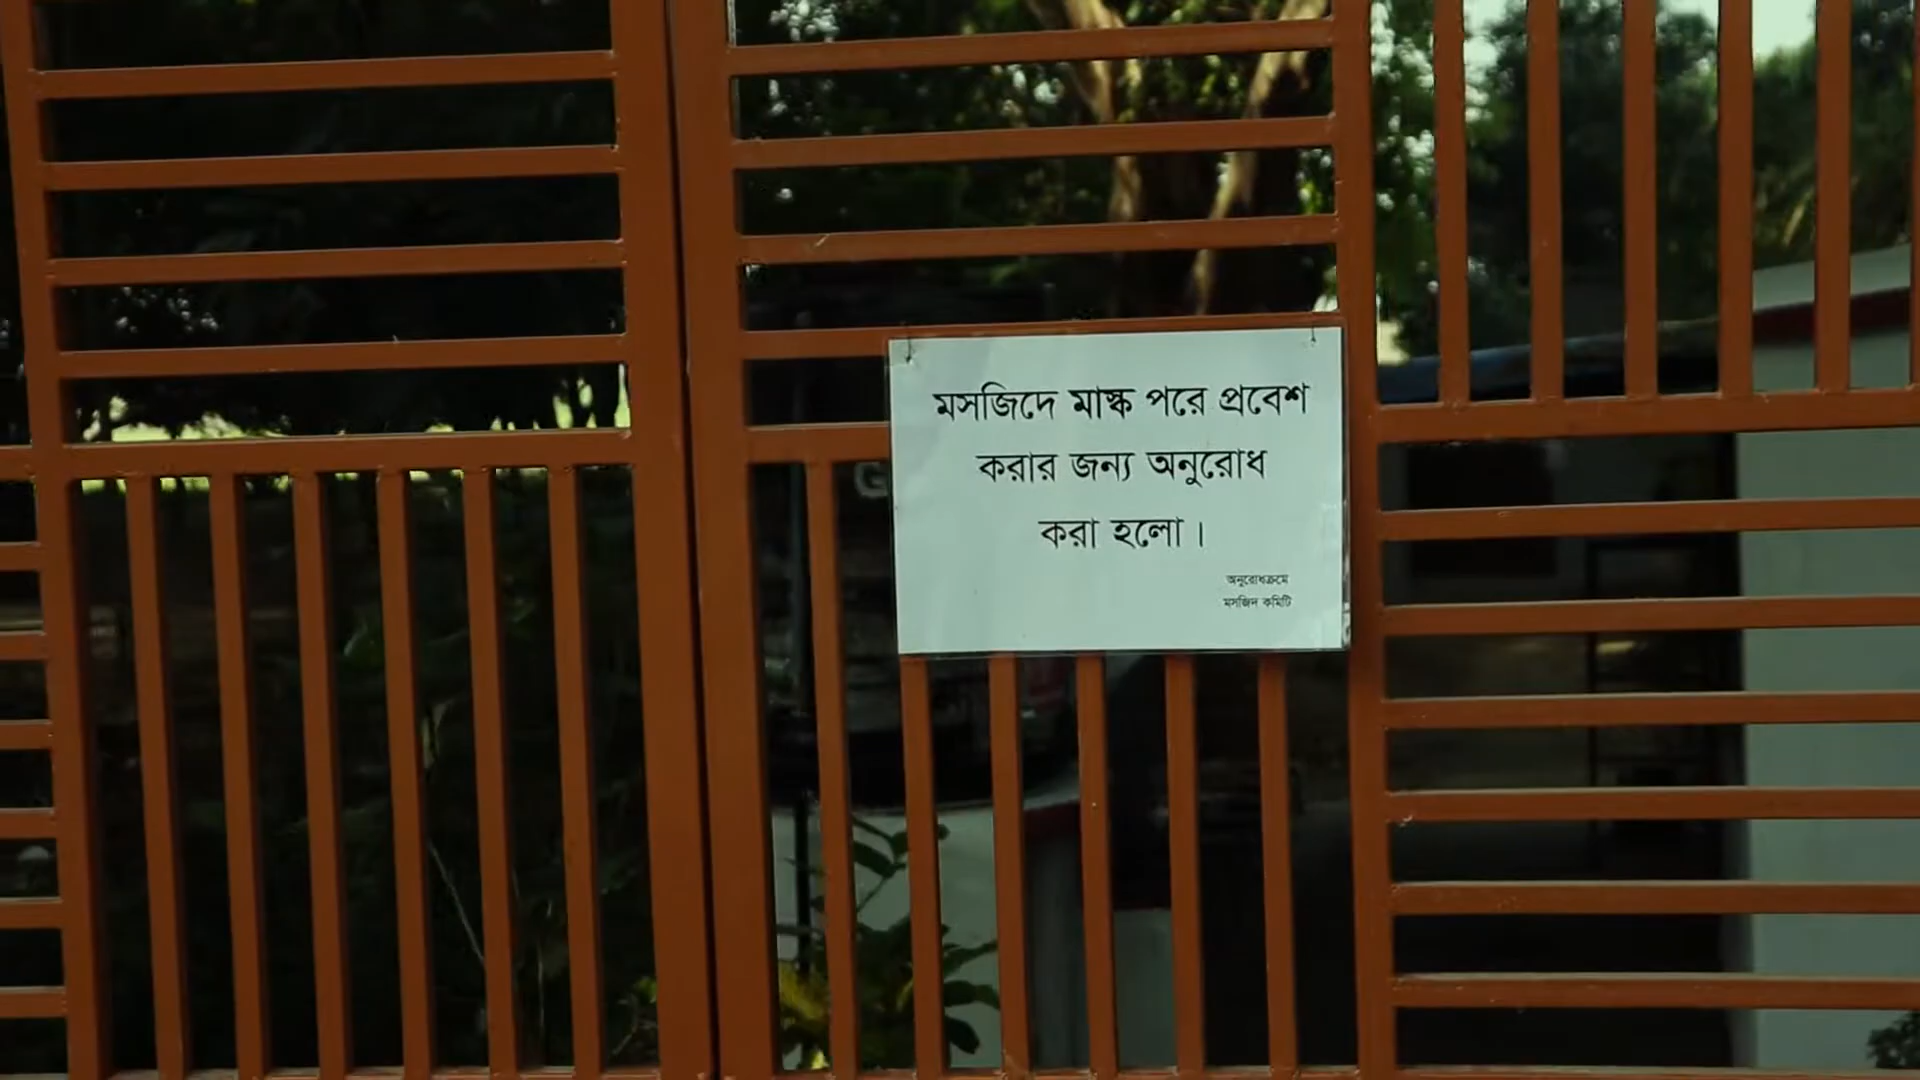 মসজিদে মাস্ক পরে প্রবেশ
করার জন্য অনুরোধ
করা হলো।
অনুরোধক্রমে
মসজিদ কমিটি